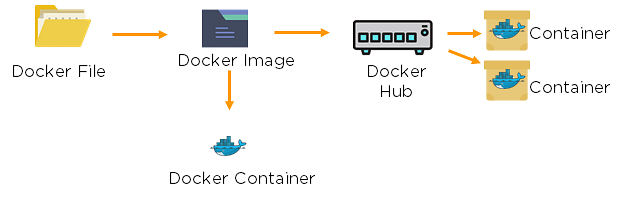 Docker File
Docker Image
Docker
Hub
Container
Container
Docker Container